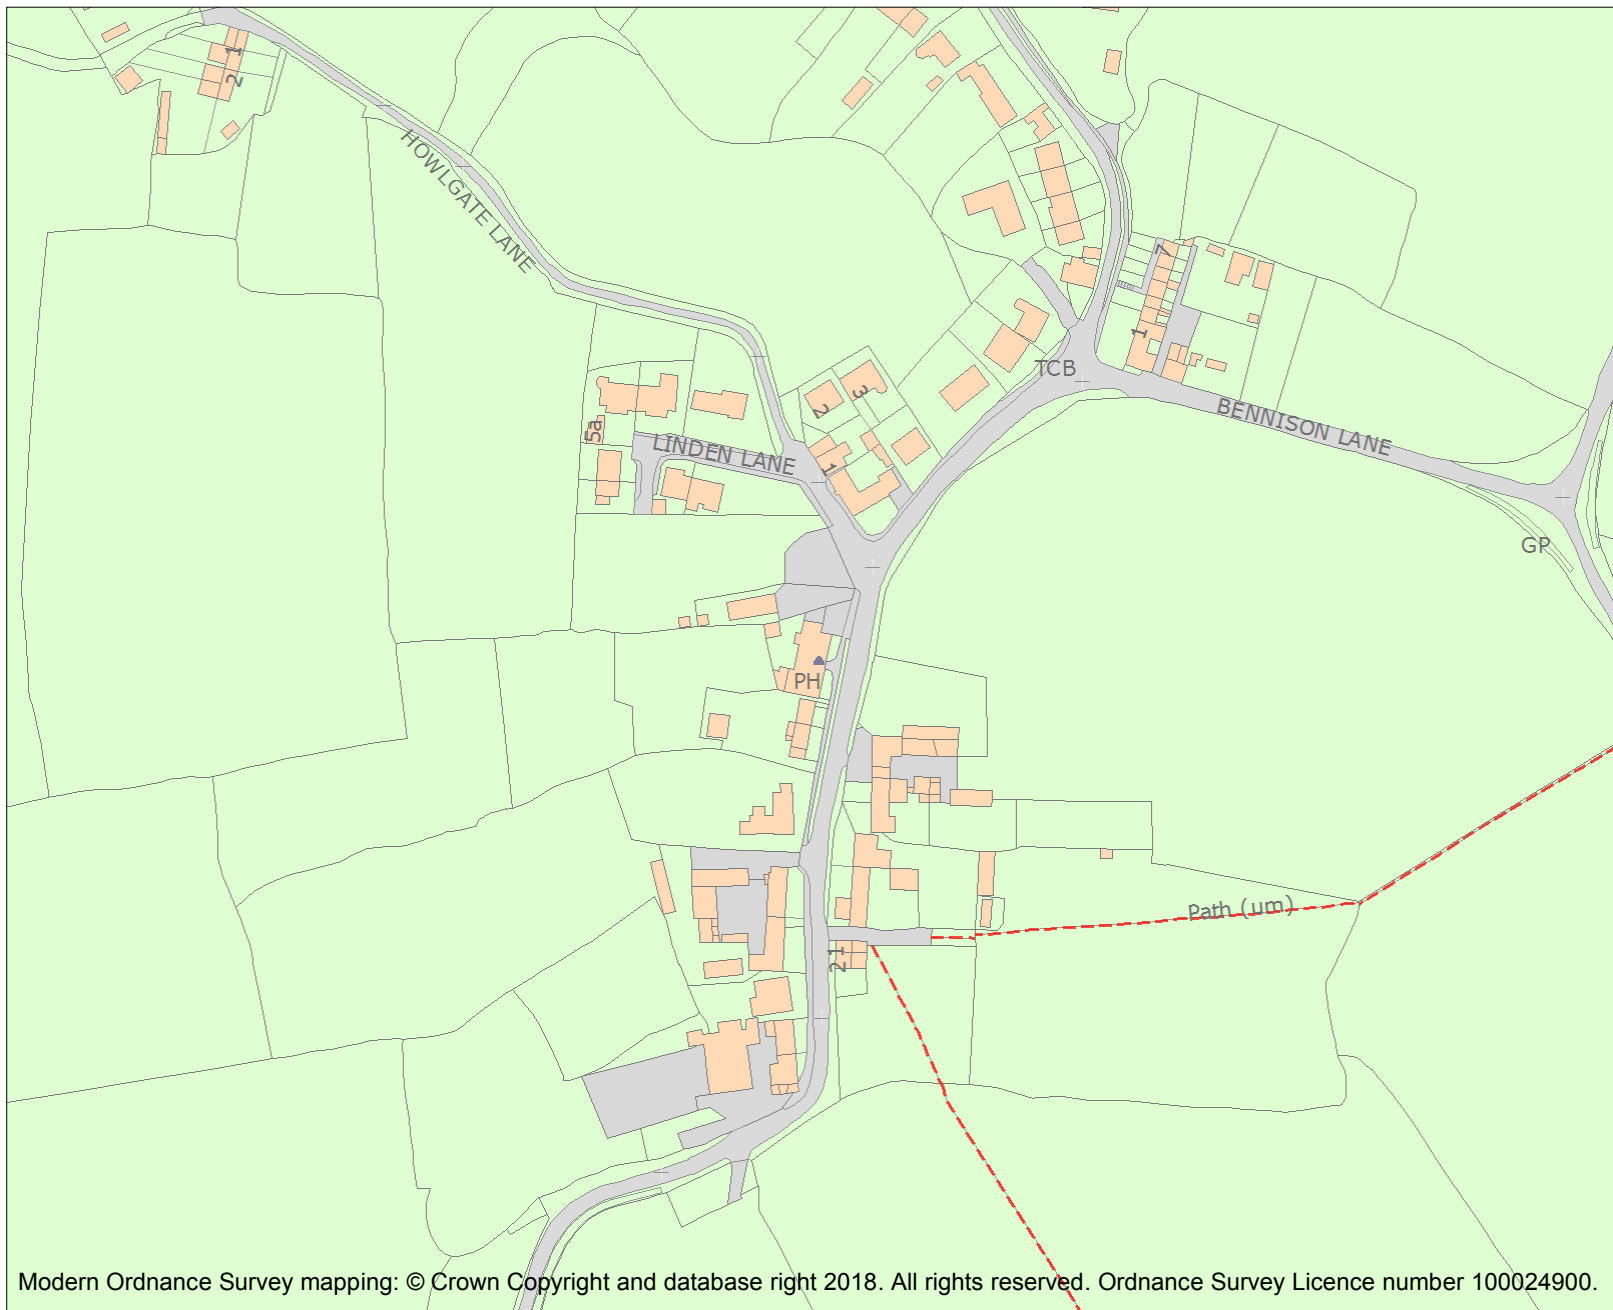 1
2
HOWLGATE LANE
7
1
TCB
BENNISON LANE
3
2
5a
LINDEN LANE
1
GP
PH
Path (um)
1
2
Modern Ordnance Survey mapping: © Crown Copyright and database right 2018. All rights reserved. Ordnance Survey Licence number 100024900.